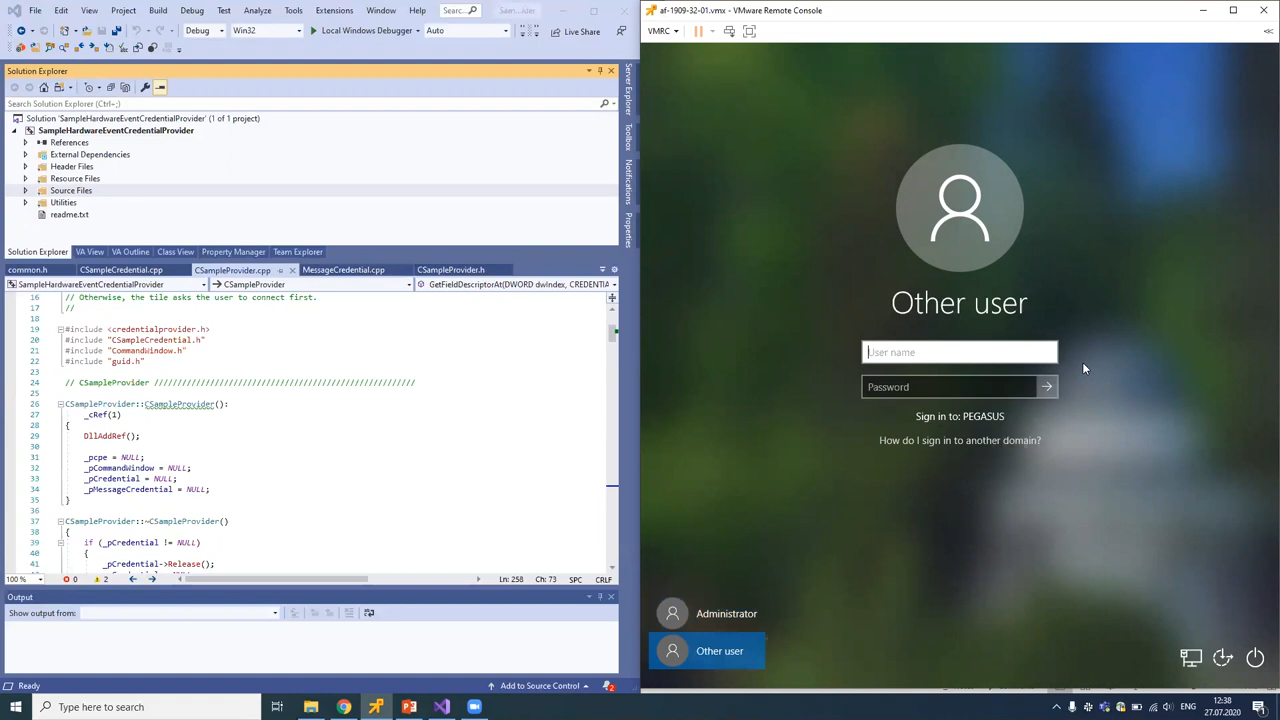 File Edit View Project Build Debug Test Analyze Tools Extensions Window Help Search...
Debug Win32 Local Windows Debugger Auto Live Share
Solution Explorer
Search Solution Explorer (Ctrl+;)
Solution 'SampleHardwareEventCredentialProvider' (1 of 1 project)
SampleHardwareEventCredentialProvider
References
External Dependencies
Header Files
Resource Files
Source Files
Utilities
readme.txt
Server Explorer
Toolbox
Notifications
Properties
Solution Explorer VA View VA Outline Class View Property Manager Team Explorer
common.h CSampleCredential.cpp CSampleProvider.cpp MessageCredential.cpp CSampleProvider.h
SampleHardwareEventCredentialProvider CSampleProvider GetFieldDescriptorAt(DWORD dwIndex, CREDENTIA
16 // Otherwise, the tile asks the user to connect first.
17 //
18
19 #include <credentialprovider.h>
20 #include "CSampleCredential.h"
21 #include "CommandWindow.h"
22 #include "guid.h"
23
24 // CSampleProvider ////////////////////////////////////////////////////////
25
26 CSampleProvider::CSampleProvider():
27 _cRef(1)
28 {
29 DllAddRef();
30
31 _pcpe = NULL;
32 _pCommandWindow = NULL;
33 _pCredential = NULL;
34 _pMessageCredential = NULL;
35 }
36
37 CSampleProvider::~CSampleProvider()
38 {
39 if (_pCredential != NULL)
40 {
41 _pCredential->Release();
100 % 0 2 Ln: 258 Ch: 73 SPC CRLF
Output
Show output from:
Ready Add to Source Control 2
af-1909-32-01.vmx - VMware Remote Console
VMRC
Other user
User name
Password
Sign in to: PEGASUS
How do I sign in to another domain?
Administrator
Other user
Type here to search
12:38
27.07.2020